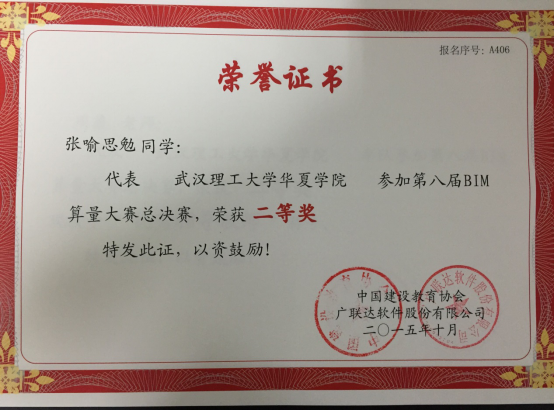 报名序号：A406
荣誉证书
张喻思勉同学：
代表 武汉理工大学华夏学院 参加第八届BIM
算量大赛总决赛，荣获 二等奖
特发此证，以资鼓励！
中国建设教育协会
广联达软件股份有限公司
二〇一五年十月